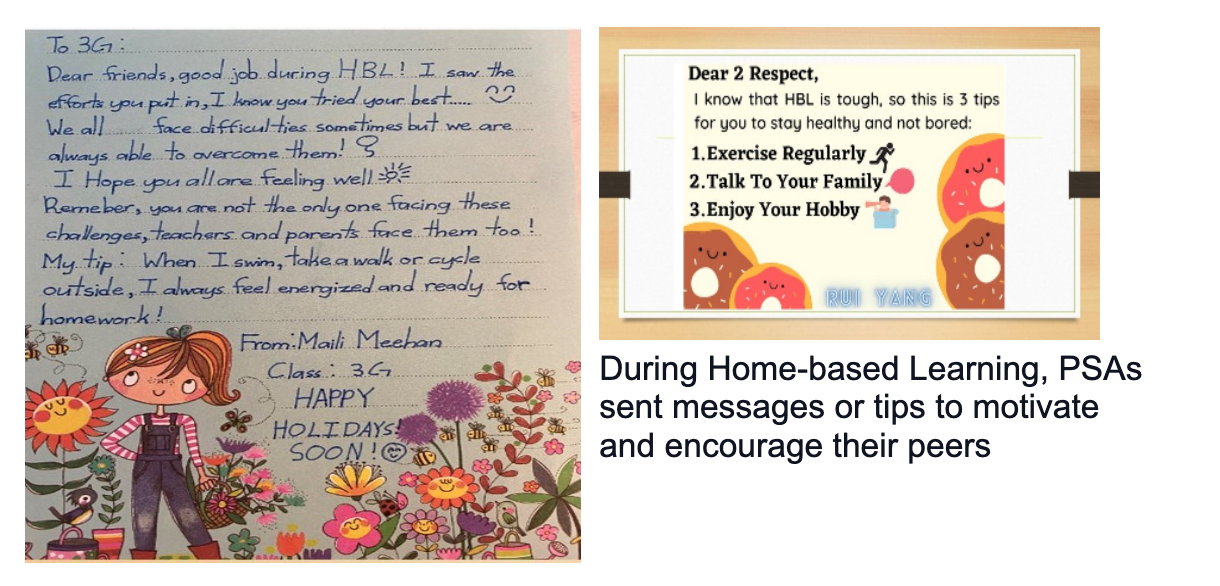 To 3G:
Dear friends, good job during HBL! I saw the
efforts you put in, I know you tried your best.....
We all face difficulties sometimes but we are
always able to overcome them!
I Hope you all are feeling well
Remeber, you are not the only one facing these
challenges, teachers and parents face them too!
My tip: When I swim, take a walk or cycle
outside, I always feel energized and ready for
homework!
From: Maili Meehan
Class: 3G
HAPPY
HOLIDAYS!
SOON!
Dear 2 Respect,
I know that HBL is tough, so this is 3 tips
for you to stay healthy and not bored:
1.Exercise Regularly
2.Talk To Your Family
3.Enjoy Your Hobby
RUI YANG
During Home-based Learning, PSAs
sent messages or tips to motivate
and encourage their peers